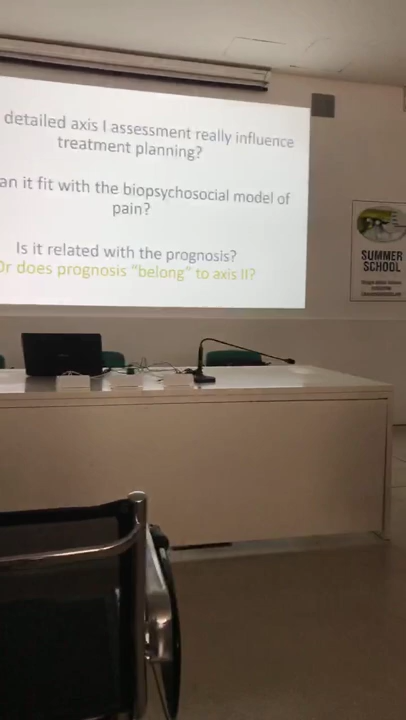 detailed axis I assessment really influence
treatment planning?
an it fit with the biopsychosocial model of
pain?
Is it related with the prognosis?
Or does prognosis "belong" to axis II?
SUMMER
SCHOOL